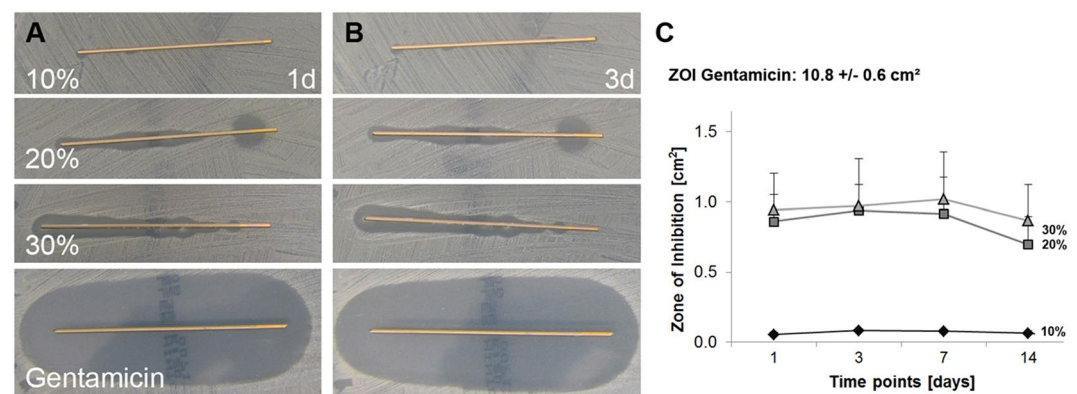 A
10%
1d
20%
30%
Gentamicin
B
3d
C
ZOI Gentamicin: 10.8 +/- 0.6 cm²
Zone of Inhibition [cm²]
1.5
1.0
0.5
0.0
30%
20%
10%
1 3 7 14
Time points [days]